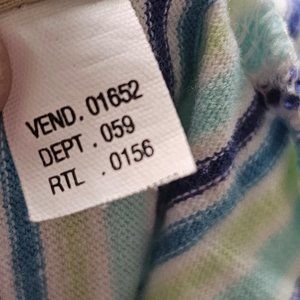 VEND. 01652
DEPT . 059
RTL . 0156